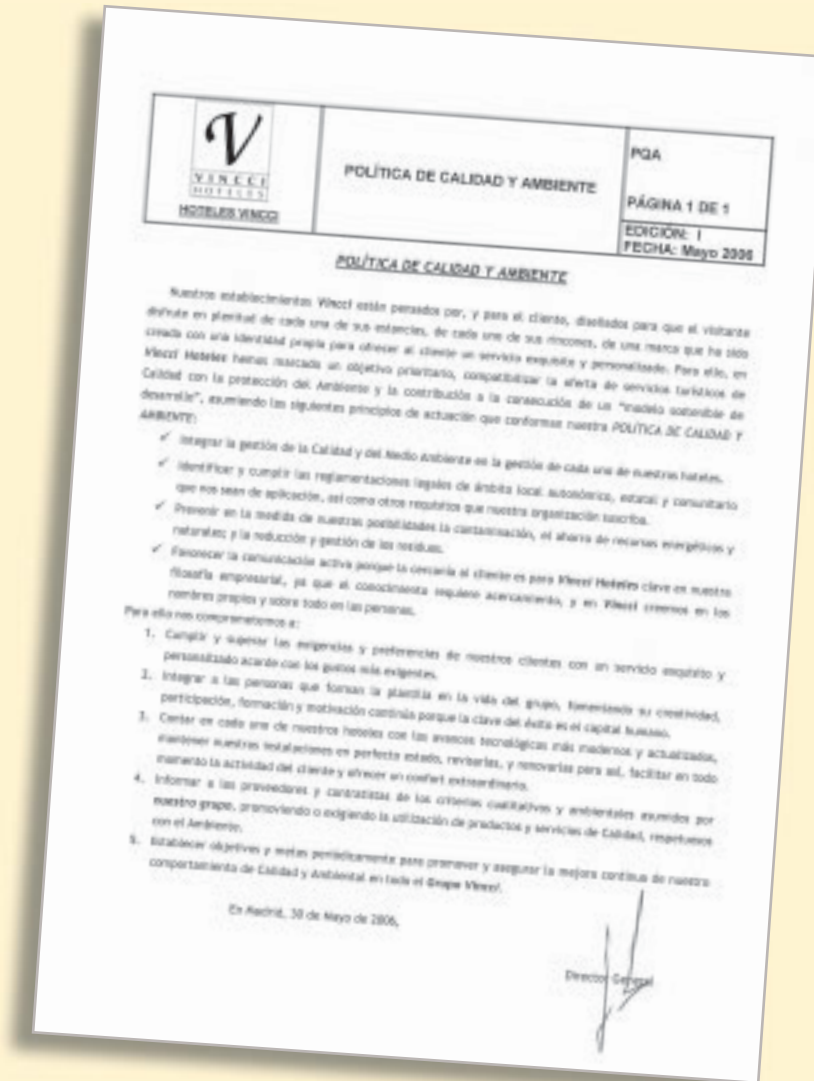 V
VINCCI
HOTELES
HOTELES VINCCI
POLÍTICA DE CALIDAD Y AMBIENTE
PQA
PÁGINA 1 DE 1
EDICIÓN: I
FECHA: Mayo 2006
POLÍTICA DE CALIDAD Y AMBIENTE
Nuestros establecimientos Vincci están pensados por, y para el cliente, diseñados para que el visitante
disfrute en plenitud de cada una de sus estancias, de cada uno de sus rincones, de una marca que ha sido
creada con una identidad propia para ofrecer al cliente un servicio exquisito y personalizado. Para ello, en
Vincci Hoteles hemos marcado un objetivo prioritario, compatibilizar la oferta de servicios turísticos de
Calidad con la protección del Ambiente y la contribución a la consecución de un "modelo sostenible de
desarrollo", asumiendo los siguientes principios de actuación que conforman nuestra POLÍTICA DE CALIDAD Y
AMBIENTE:
✓ Integrar la gestión de la Calidad y del Medio Ambiente en la gestión de cada uno de nuestros hoteles.
✓ Identificar y cumplir las reglamentaciones legales de ámbito local autonómico, estatal y comunitario
que nos sean de aplicación, así como otros requisitos que nuestra organización suscriba.
✓ Prevenir en la medida de nuestras posibilidades la contaminación, el ahorro de recursos energéticos y
naturales; y la reducción y gestión de los residuos.
✓ Favorecer la comunicación activa porque la cercanía al cliente es para Vincci Hoteles clave en nuestra
filosofía empresarial, ya que el conocimiento requiere acercamiento, y en Vincci creemos en los
nombres propios y sobre todo en las personas.
Para ello nos comprometemos a:
1. Cumplir y superar las exigencias y preferencias de nuestros clientes con un servicio exquisito y
personalizado acorde con los gustos más exigentes.
2. Integrar a las personas que forman la plantilla en la vida del grupo, fomentando su creatividad,
participación, formación y motivación continúa porque la clave del éxito es el capital humano.
3. Contar en cada uno de nuestros hoteles con los avances tecnológicos más modernos y actualizados,
mantener nuestras instalaciones en perfecto estado, revisarlas, y renovarlas para así, facilitar en todo
momento la actividad del cliente y ofrecer un confort extraordinario.
4. Informar a los proveedores y contratistas de los criterios cualitativos y ambientales asumidos por
nuestro grupo, promoviendo o exigiendo la utilización de productos y servicios de Calidad, respetuosos
con el Ambiente.
5. Establecer objetivos y metas periódicamente para promover y asegurar la mejora continua de nuestro
comportamiento de Calidad y Ambiental en todo el Grupo Vincci.
En Madrid, 30 de Mayo de 2006,
Director General